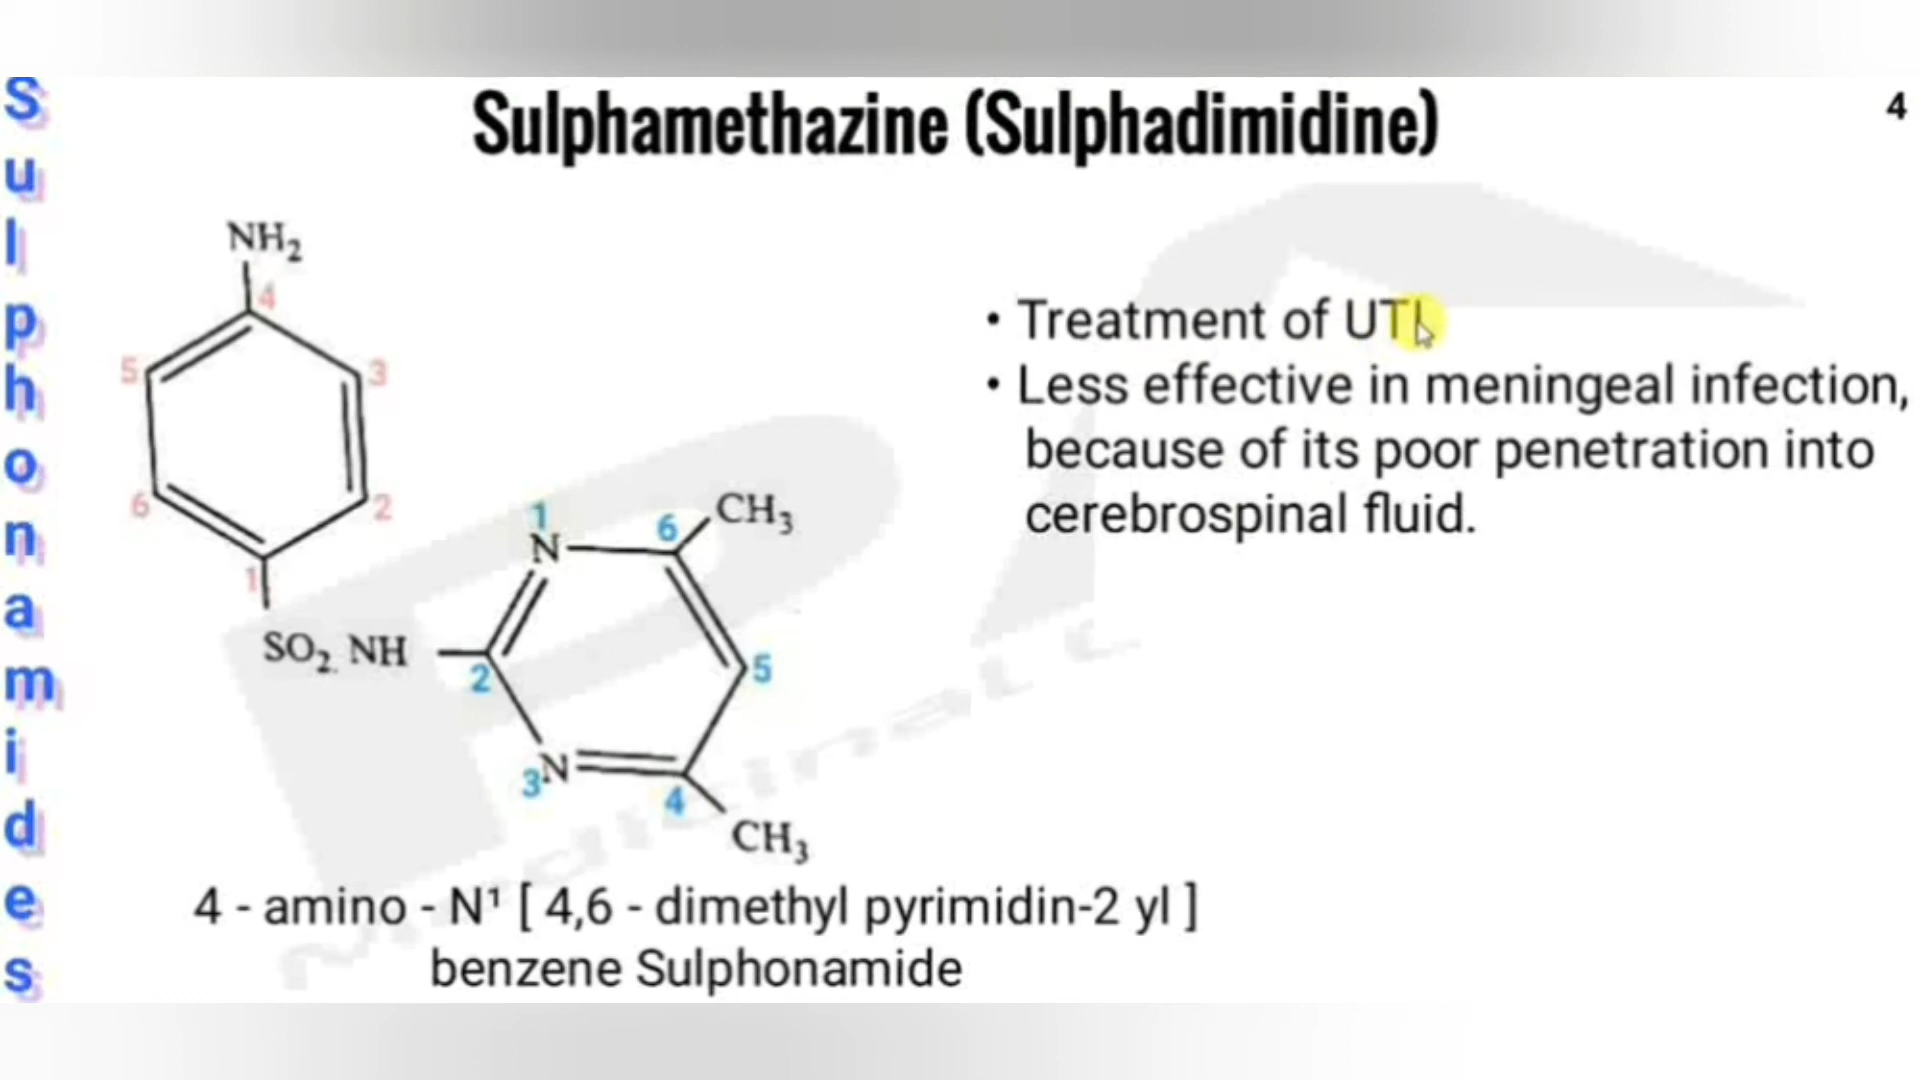 Sulphamethazine (Sulphadimidine)
4
Sulphonamides
NH₂
4
5
3
6
2
1
SO₂ NH
1
N
6
CH₃
2
5
3
N
4
CH₃
• Treatment of UTI
• Less effective in meningeal infection,
because of its poor penetration into
cerebrospinal fluid.
4 - amino - N¹ [ 4,6 - dimethyl pyrimidin-2 yl ]
benzene Sulphonamide